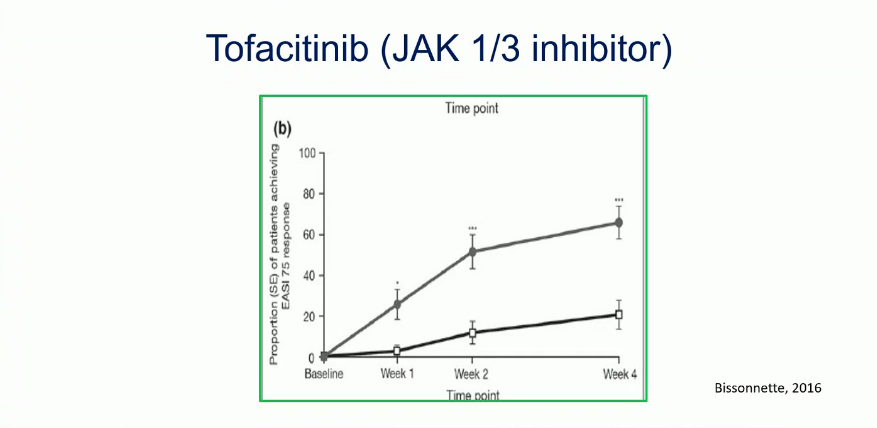 Tofacitinib (JAK 1/3 inhibitor)
Time point
(b)
Proportion (SE) of patients achieving
EASI 75 response
100
80
60
40
20
0
*
***
***
Baseline
Week 1
Week 2
Week 4
Time point
Bissonnette, 2016